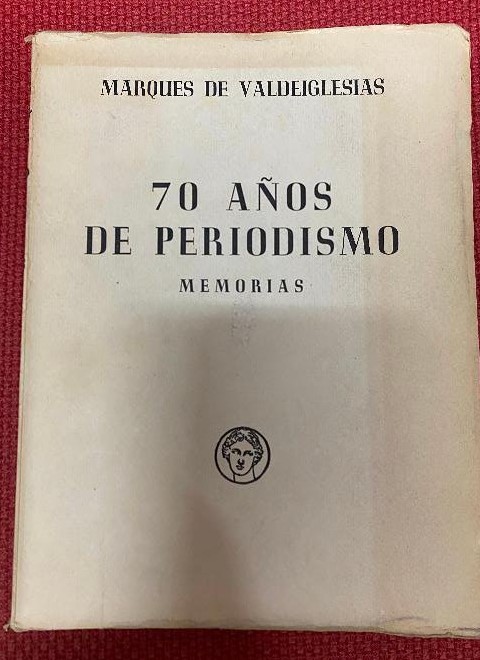 MARQUES DE VALDEIGLESIAS
70 AÑOS
DE PERIODISMO
MEMORIAS